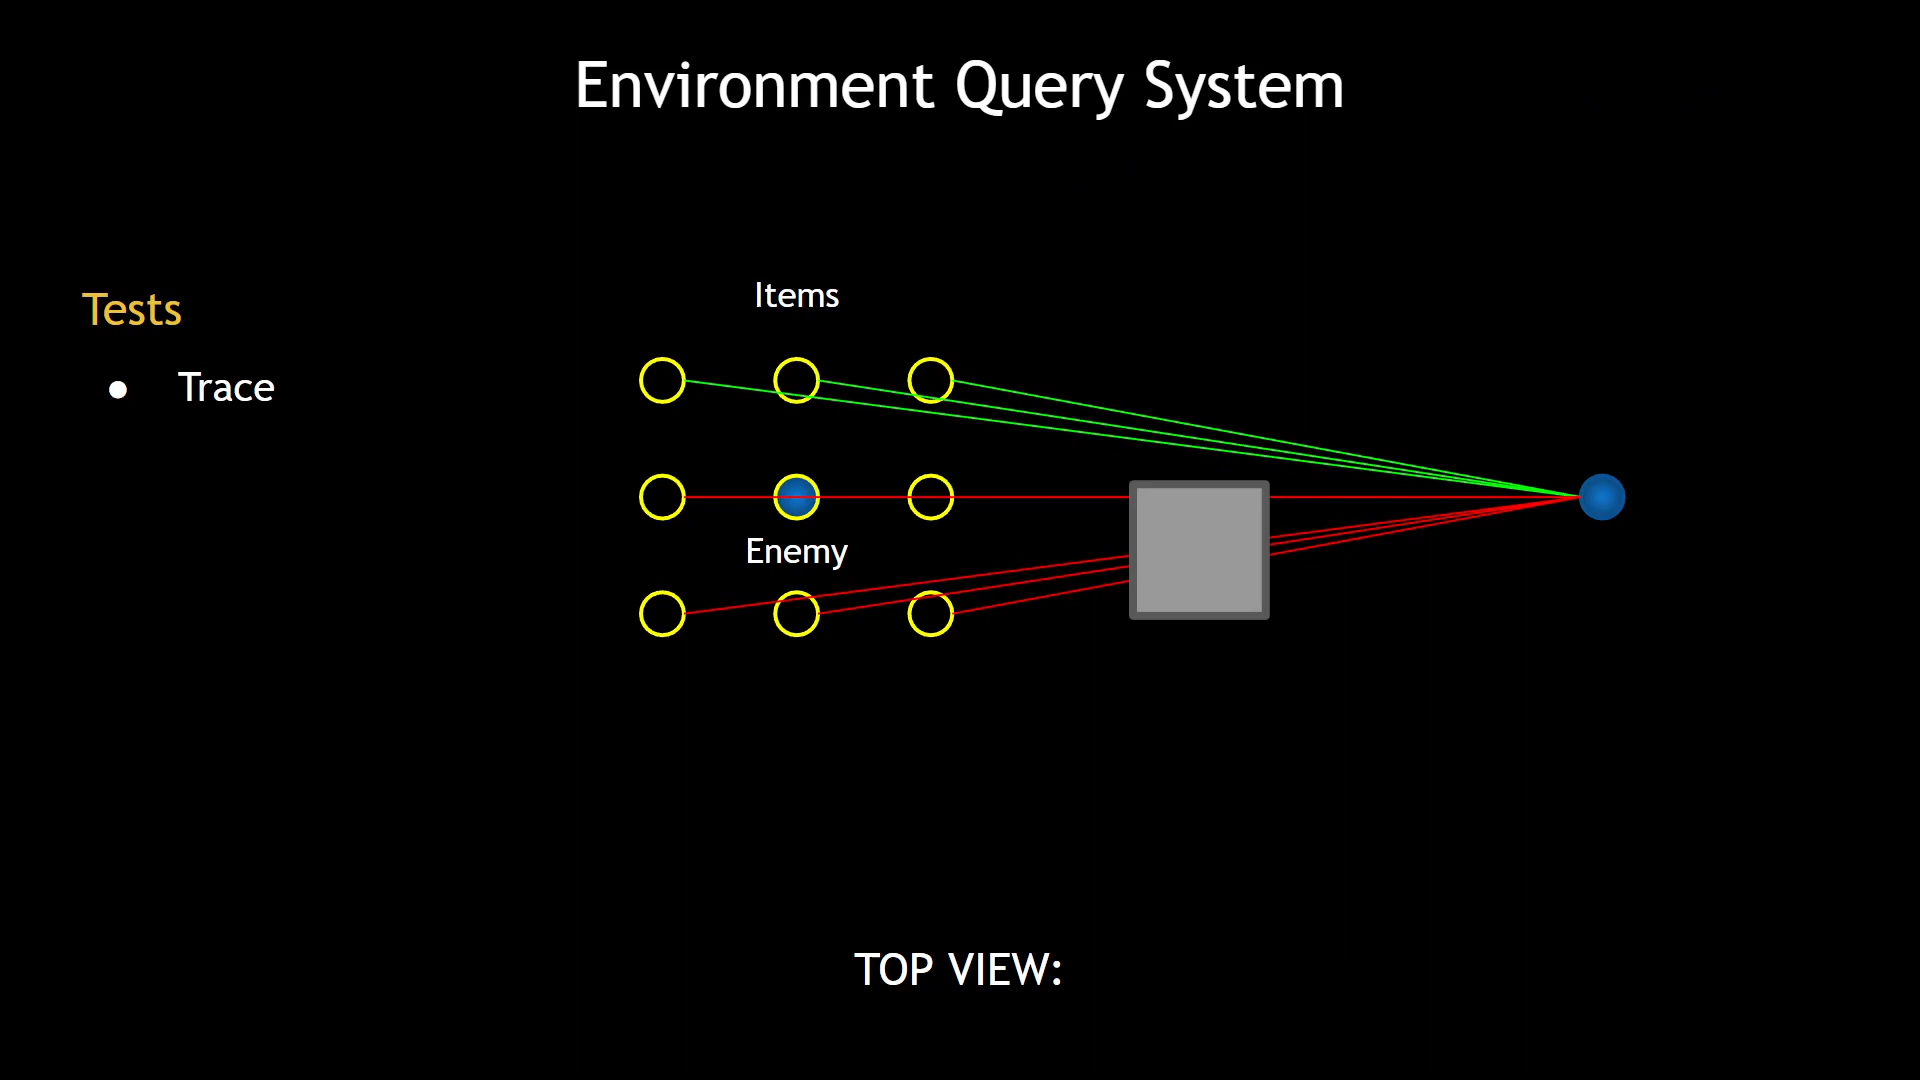 Environment Query System
Tests
● Trace
Items
Enemy
TOP VIEW: